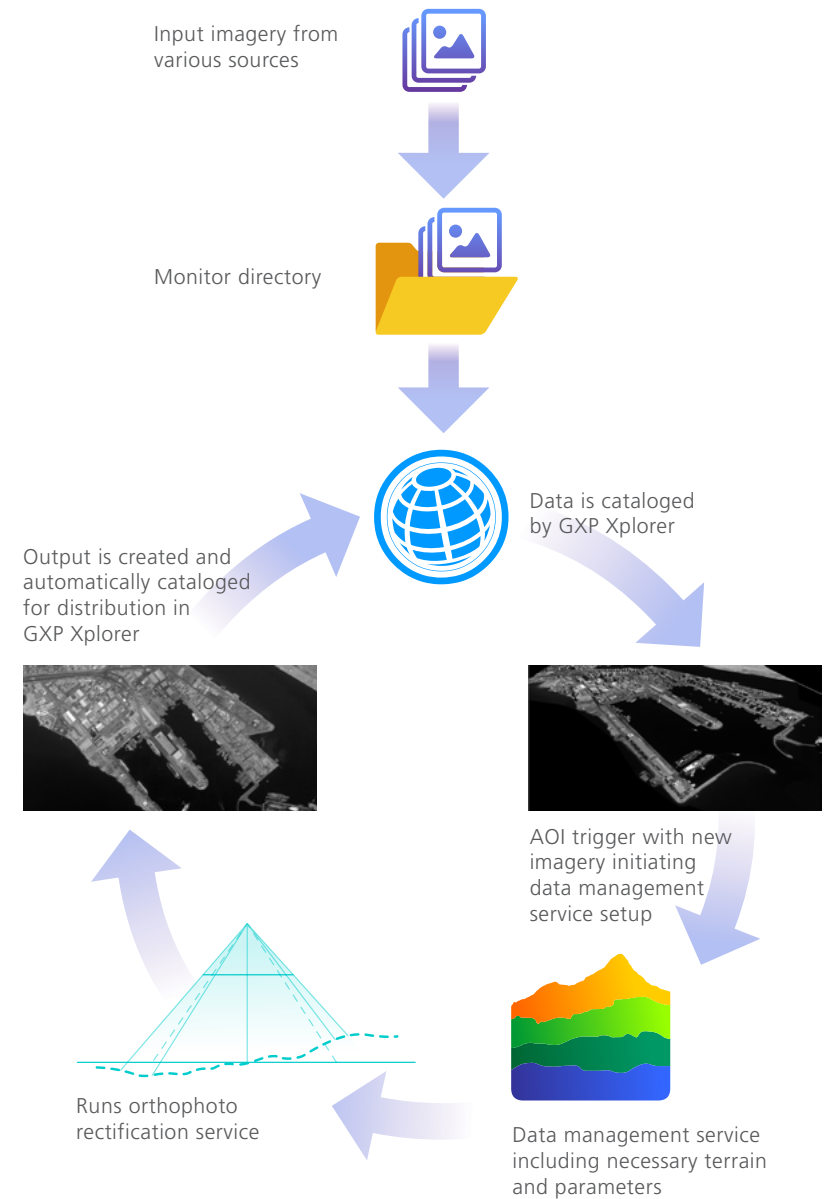 Input imagery from
various sources
Monitor directory
Data is cataloged
by GXP Xplorer
Output is created and
automatically cataloged
for distribution in
GXP Xplorer
AOI trigger with new
imagery initiating
data management
service setup
Runs orthophoto
rectification service
Data management service
including necessary terrain
and parameters